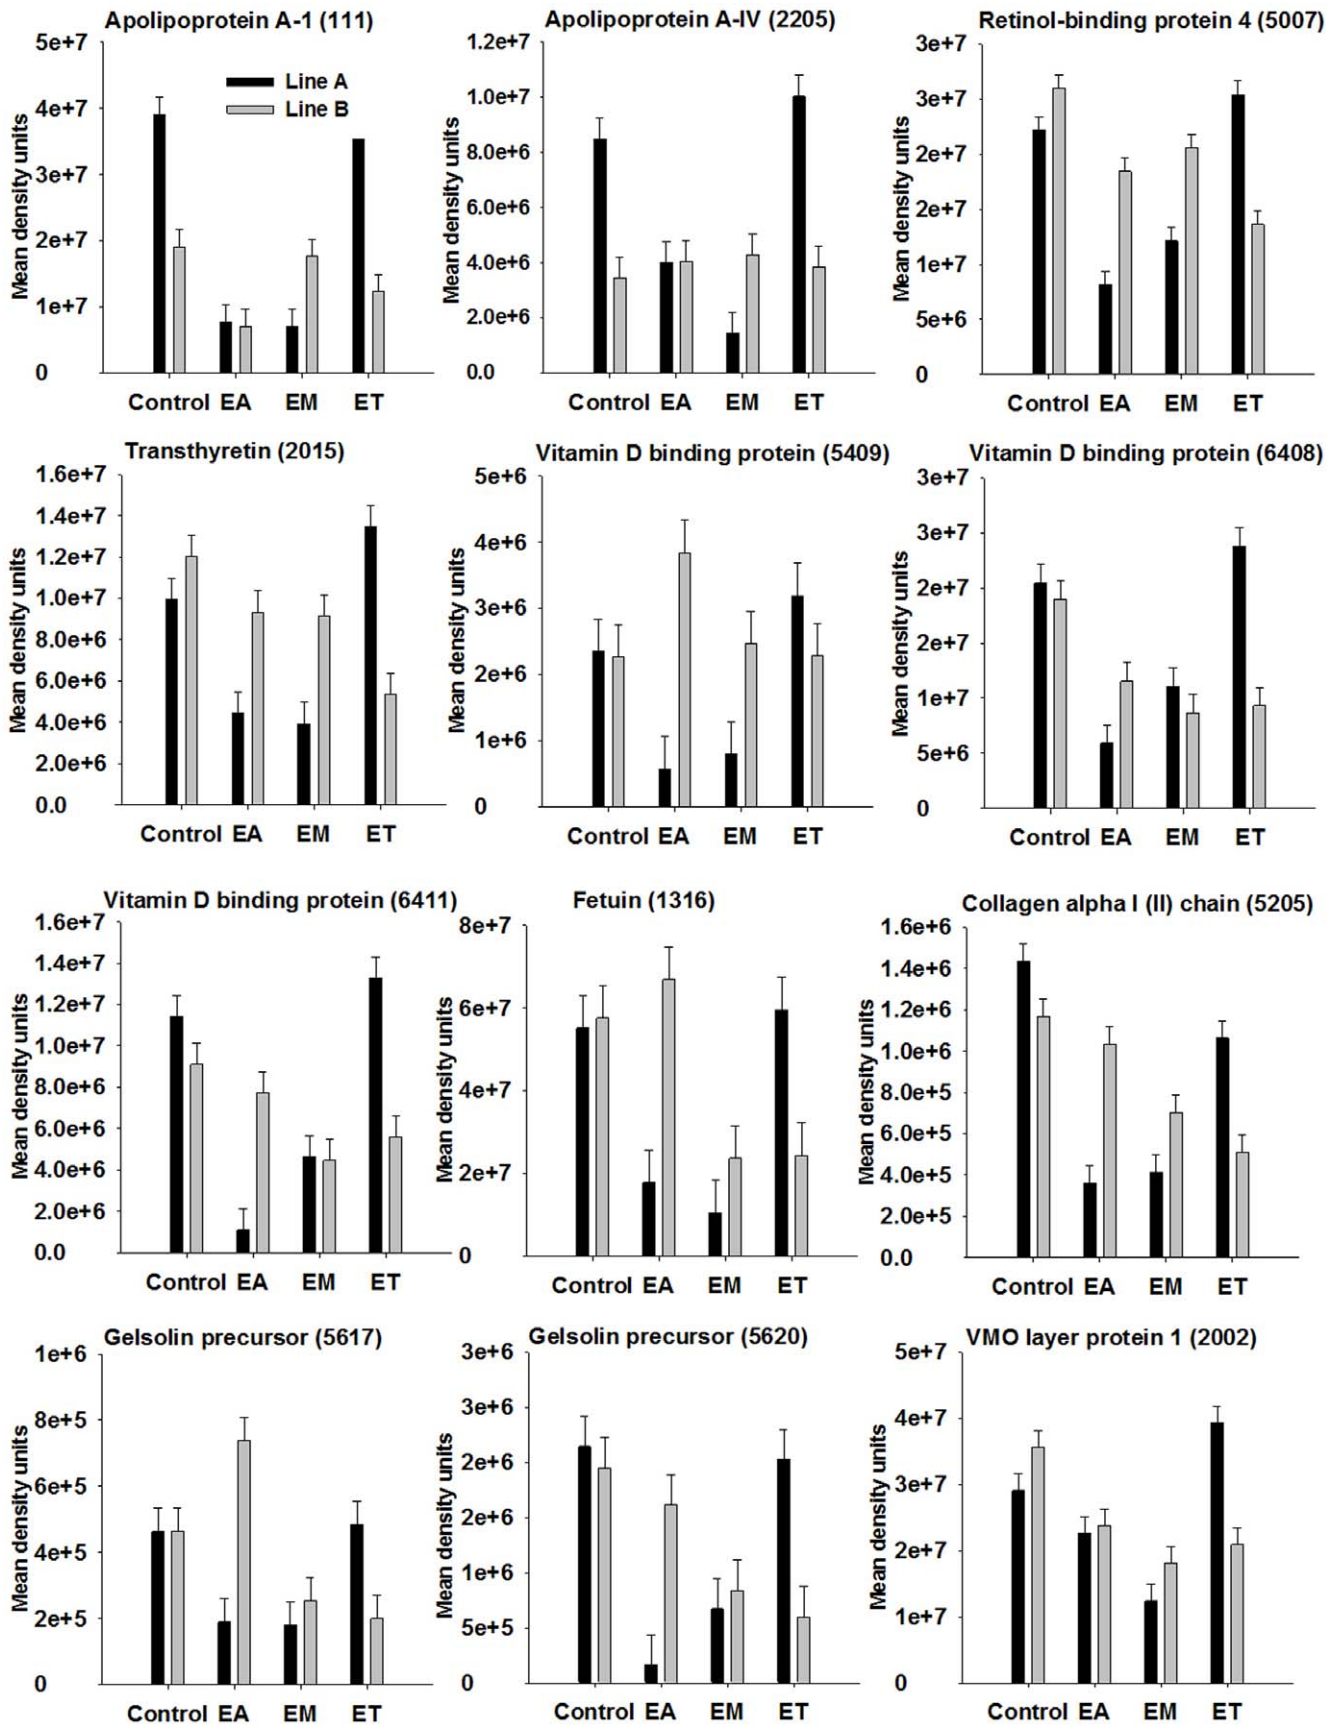 Apolipoprotein A-1 (111)
Mean density units
5e+7
4e+7
3e+7
2e+7
1e+7
0
Line A
Line B
Control EA EM ET
Apolipoprotein A-IV (2205)
Mean density units
1.2e+7
1.0e+7
8.0e+6
6.0e+6
4.0e+6
2.0e+6
0.0
Control EA EM ET
Retinol-binding protein 4 (5007)
Mean density units
3e+7
3e+7
2e+7
2e+7
1e+7
5e+6
0
Control EA EM ET
Transthyretin (2015)
Mean density units
1.6e+7
1.4e+7
1.2e+7
1.0e+7
8.0e+6
6.0e+6
4.0e+6
2.0e+6
0.0
Control EA EM ET
Vitamin D binding protein (5409)
Mean density units
5e+6
4e+6
3e+6
2e+6
1e+6
0
Control EA EM ET
Vitamin D binding protein (6408)
Mean density units
3e+7
3e+7
2e+7
2e+7
1e+7
5e+6
0
Control EA EM ET
Vitamin D binding protein (6411)
Mean density units
1.6e+7
1.4e+7
1.2e+7
1.0e+7
8.0e+6
6.0e+6
4.0e+6
2.0e+6
0.0
Control EA EM ET
Fetuin (1316)
Mean density units
8e+7
6e+7
4e+7
2e+7
0
Control EA EM ET
Collagen alpha I (II) chain (5205)
Mean density units
1.6e+6
1.4e+6
1.2e+6
1.0e+6
8.0e+5
6.0e+5
4.0e+5
2.0e+5
0.0
Control EA EM ET
Gelsolin precursor (5617)
Mean density units
1e+6
8e+5
6e+5
4e+5
2e+5
0
Control EA EM ET
Gelsolin precursor (5620)
Mean density units
3e+6
3e+6
2e+6
2e+6
1e+6
5e+5
0
Control EA EM ET
VMO layer protein 1 (2002)
Mean density units
5e+7
4e+7
3e+7
2e+7
1e+7
0
Control EA EM ET